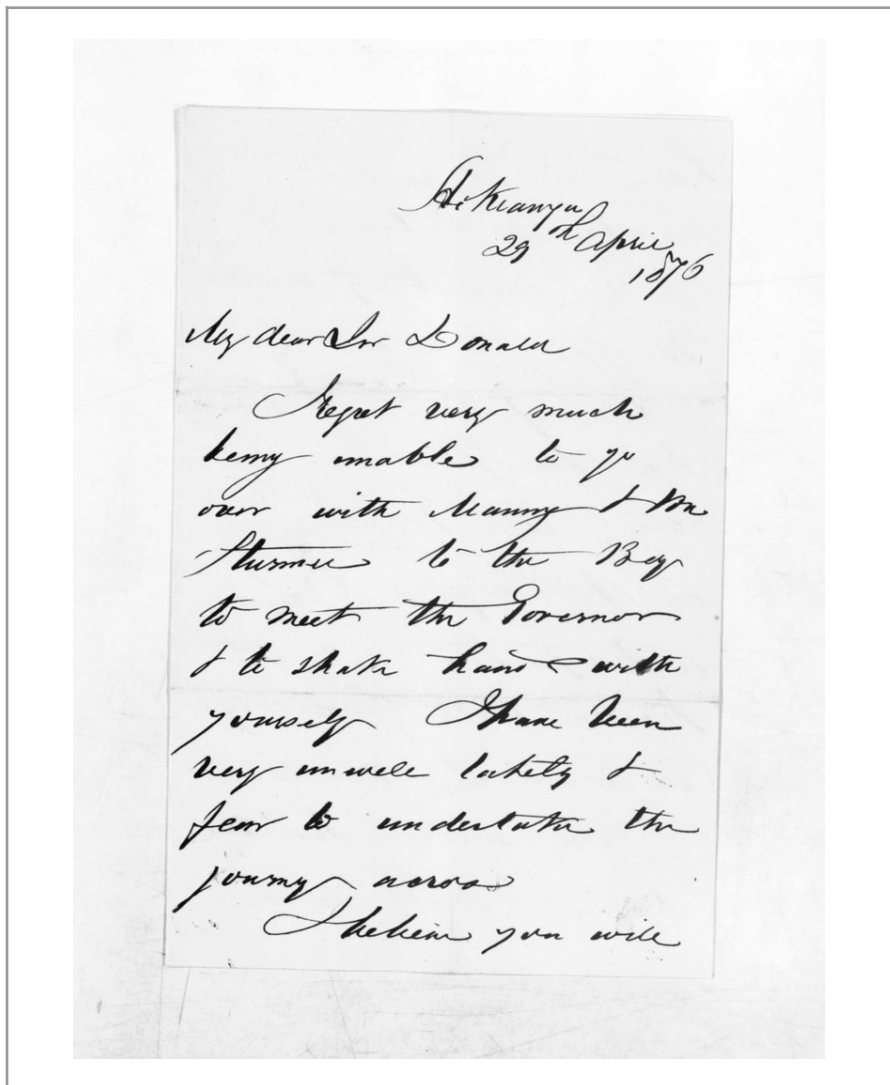 Hokianga
29th April
1876
My dear Sir Donald
I regret very much
being unable to go
over with Manning & Mr
Sturmer to the Bay
to meet the Governor
& to shake hands with
yourself I have been
very unwell lately &
fear to undertake the
journey across
I believe you will